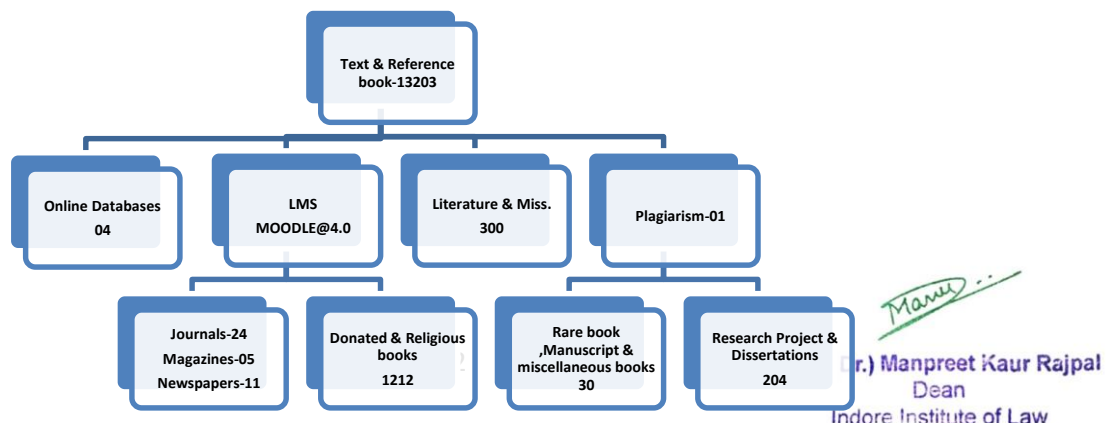 Text & Reference
book-13203
Online Databases
04
LMS
MOODLE@4.0
Literature & Miss.
300
Plagiarism-01
Journals-24
Magazines-05
Newspapers-11
Donated & Religious
books
1212
Rare book
,Manuscript &
miscellaneous books
30
Research Project &
Dissertations
204
r.) Manpreet Kaur Rajpal
Dean
Indore Institute of Law